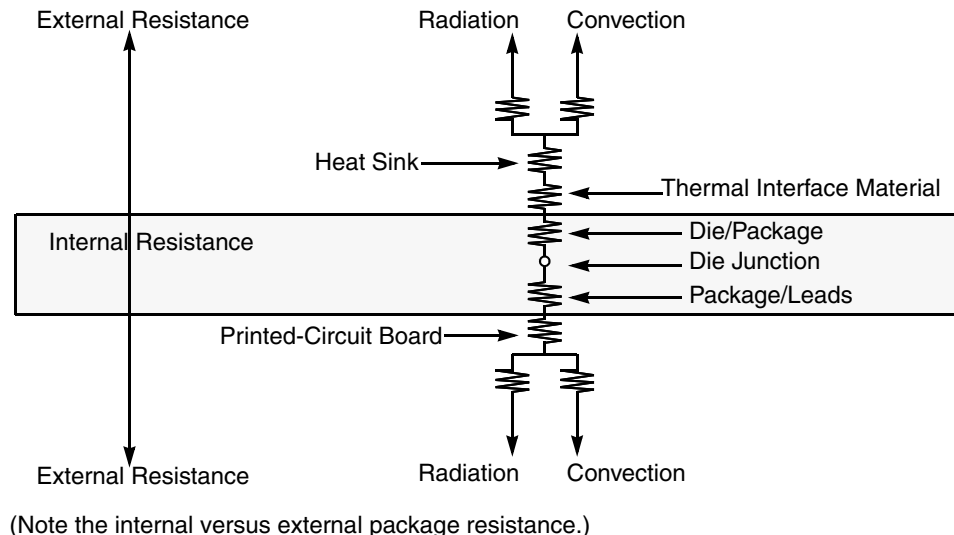 External Resistance
Radiation Convection
Heat Sink
Thermal Interface Material
Internal Resistance
Die/Package
Die Junction
Package/Leads
Printed-Circuit Board
External Resistance
Radiation Convection
(Note the internal versus external package resistance.)